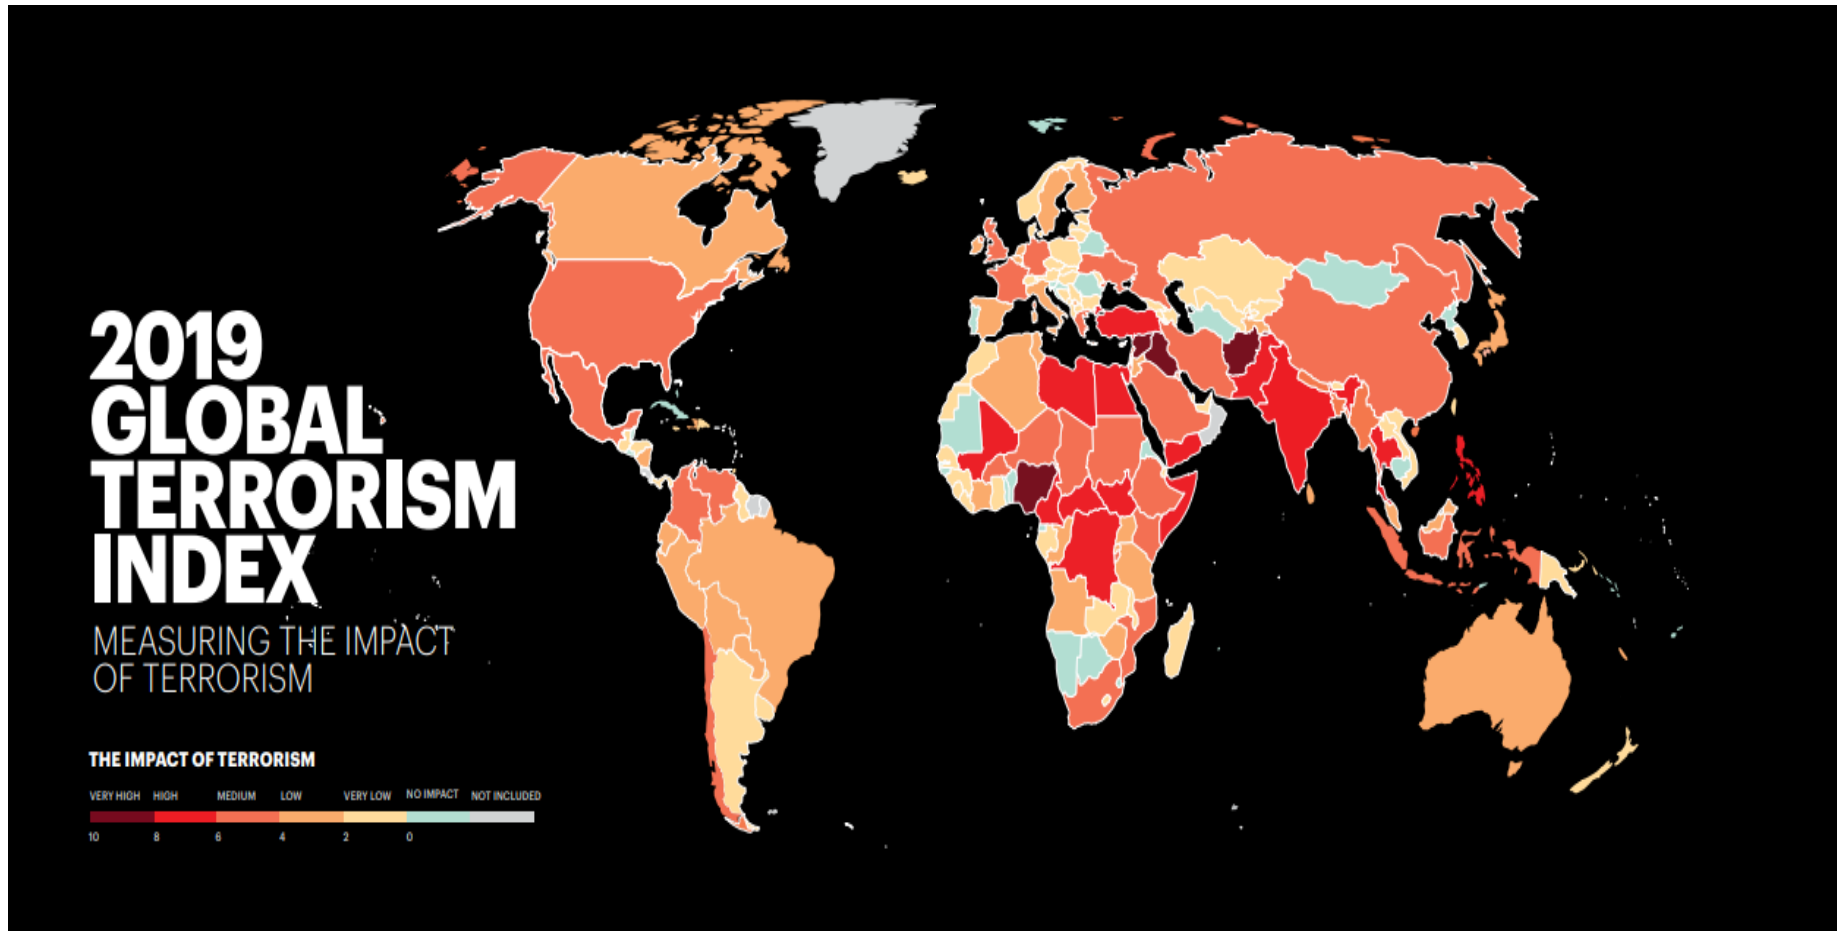 2019
GLOBAL
TERRORISM
INDEX
MEASURING THE IMPACT
OF TERRORISM
THE IMPACT OF TERRORISM
VERY HIGH HIGH MEDIUM LOW VERY LOW NO IMPACT NOT INCLUDED
10 8 6 4 2 0